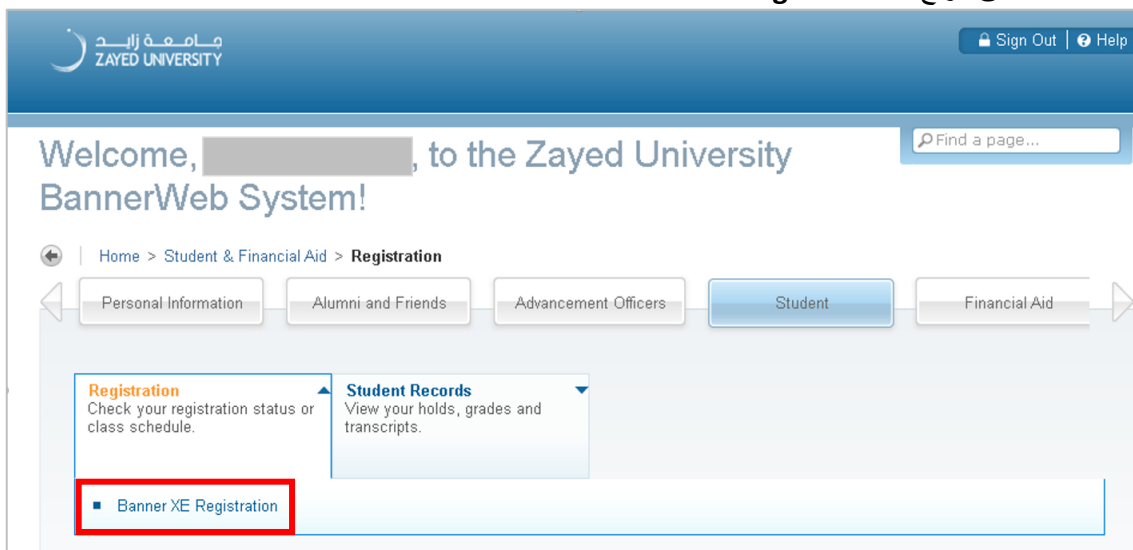 جامعة زايد
ZAYED UNIVERSITY
Sign Out | Help
Find a page...
Welcome, , to the Zayed University
BannerWeb System!
Home > Student & Financial Aid > Registration
Personal Information
Alumni and Friends
Advancement Officers
Student
Financial Aid
Registration
Check your registration status or
class schedule.
Student Records
View your holds, grades and
transcripts.
Banner XE Registration